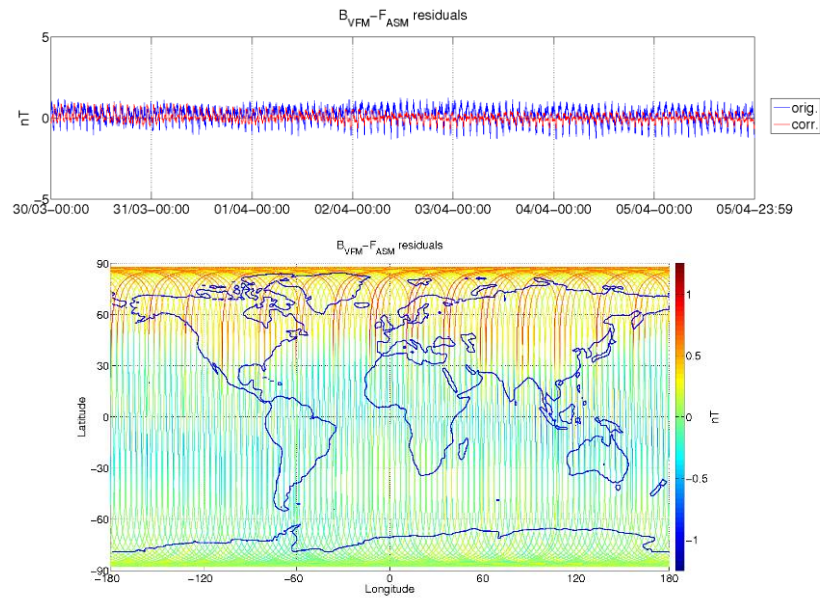 B_VFM−F_ASM residuals
5
0
−5
nT
30/03−00:00 31/03−00:00 01/04−00:00 02/04−00:00 03/04−00:00 04/04−00:00 05/04−00:00 05/04−23:59
orig.
corr.
B_VFM−F_ASM residuals
90
60
30
0
−30
−60
−90
Latitude
−180 −120 −60 0 60 120 180
Longitude
1
0.5
0
−0.5
−1
nT